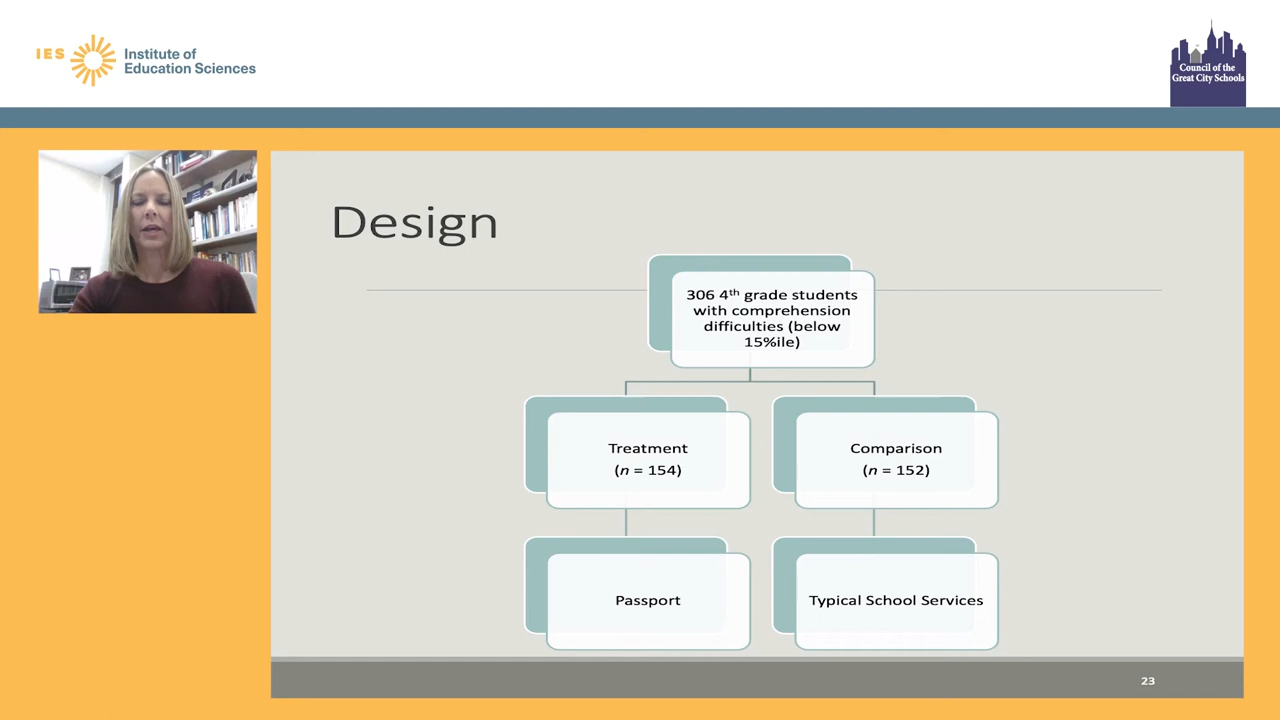 IES
Institute of
Education Sciences
Council of the
Great City Schools
Design
306 4th grade students
with comprehension
difficulties (below
15%ile)
Treatment
(n = 154)
Comparison
(n = 152)
Passport
Typical School Services
23